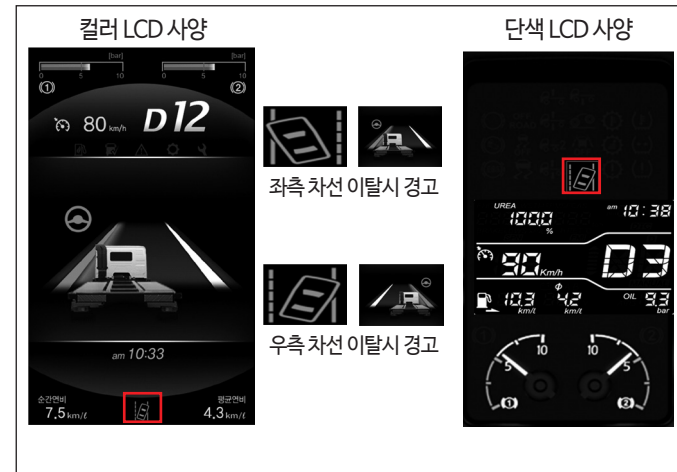 컬러 LCD 사양
[bar]
[bar]
0 5 10
0 5 10
(1)
(2)
80 km/h D12
am 10:33
순간연비
7.5 km/ℓ
평균연비
4.3 km/ℓ
좌측 차선 이탈시 경고
우측 차선 이탈시 경고
단색 LCD 사양
UREA
100.0
%
am 10:38
90 Km/h
D3
10.3
km/ℓ
Φ
4.2
km/ℓ
OIL 9.3
bar
10
5
(1)
10
5
(2)